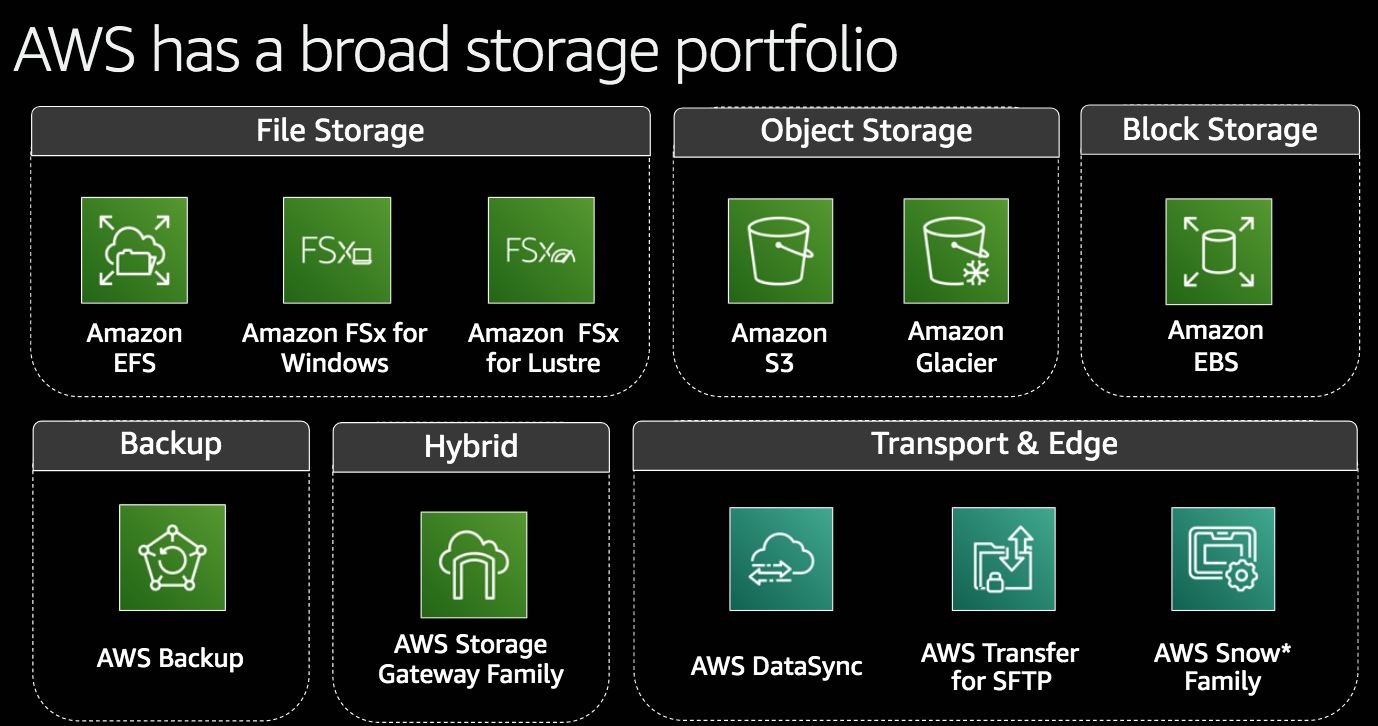 AWS has a broad storage portfolio
File Storage
FSx
FSx
Amazon
EFS
Amazon FSx for
Windows
Amazon FSx
for Lustre
Object Storage
Amazon
S3
Amazon
Glacier
Block Storage
Amazon
EBS
Backup
AWS Backup
Hybrid
AWS Storage
Gateway Family
Transport & Edge
AWS DataSync
AWS Transfer
for SFTP
AWS Snow*
Family